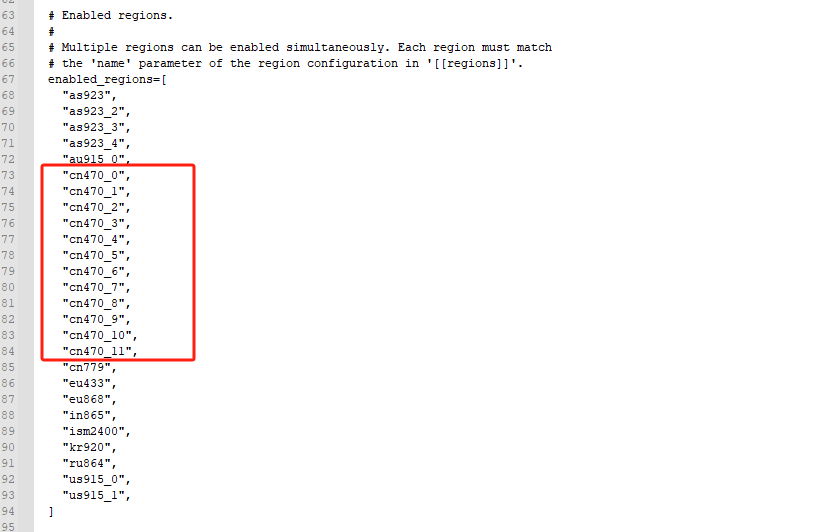 62
63 # Enabled regions.
64 #
65 # Multiple regions can be enabled simultaneously. Each region must match
66 # the 'name' parameter of the region configuration in '[[regions]]'.
67 enabled_regions=[
68 "as923",
69 "as923_2",
70 "as923_3",
71 "as923_4",
72 "au915_0",
73 "cn470_0",
74 "cn470_1",
75 "cn470_2",
76 "cn470_3",
77 "cn470_4",
78 "cn470_5",
79 "cn470_6",
80 "cn470_7",
81 "cn470_8",
82 "cn470_9",
83 "cn470_10",
84 "cn470_11",
85 "cn779",
86 "eu433",
87 "eu868",
88 "in865",
89 "ism2400",
90 "kr920",
91 "ru864",
92 "us915_0",
93 "us915_1",
94 ]
95